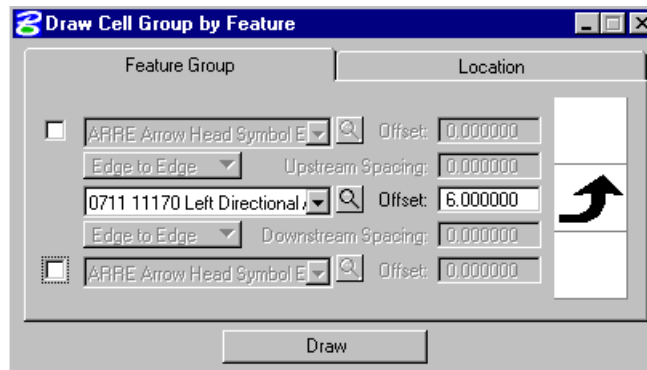 Draw Cell Group by Feature
Feature Group Location
ARRE Arrow Head Symbol E Offset: 0.000000
Edge to Edge Upstream Spacing: 0.000000
0711 11170 Left Directional Offset: 6.000000
Edge to Edge Downstream Spacing: 0.000000
ARRE Arrow Head Symbol E Offset: 0.000000
Draw